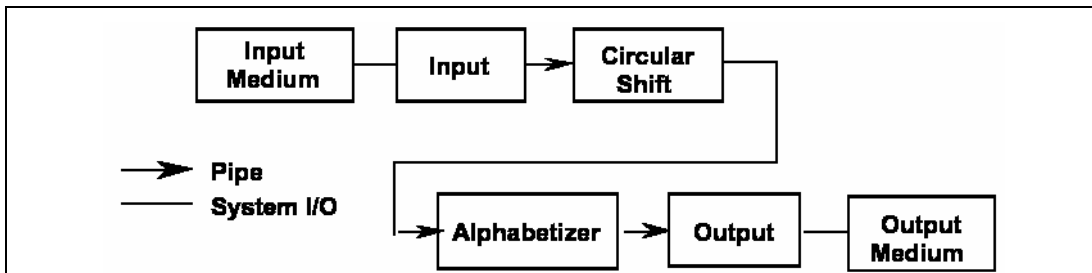 Input
Medium
Input
Circular
Shift
Pipe
System I/O
Alphabetizer
Output
Output
Medium